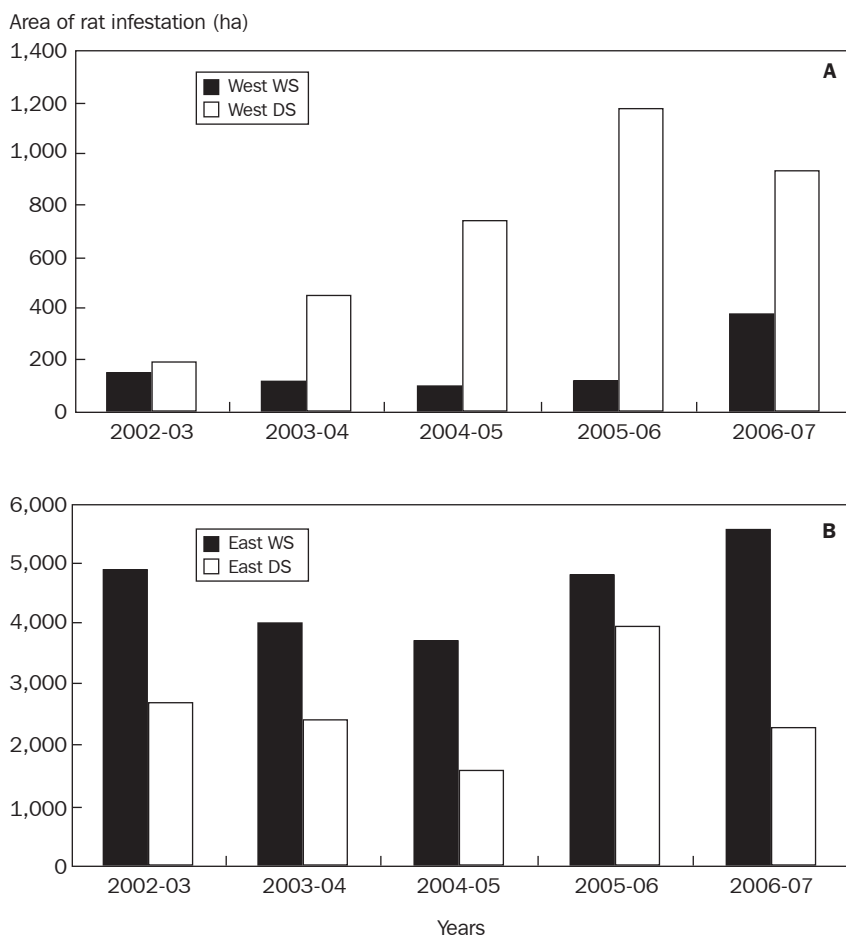 Area of rat infestation (ha)
1,400
A
West WS
1,200
West DS
1,000
800
600
400
200
0
2002-03 2003-04 2004-05 2005-06 2006-07
6,000
B
East WS
5,000
East DS
4,000
3,000
2,000
1,000
0
2002-03 2003-04 2004-05 2005-06 2006-07
Years